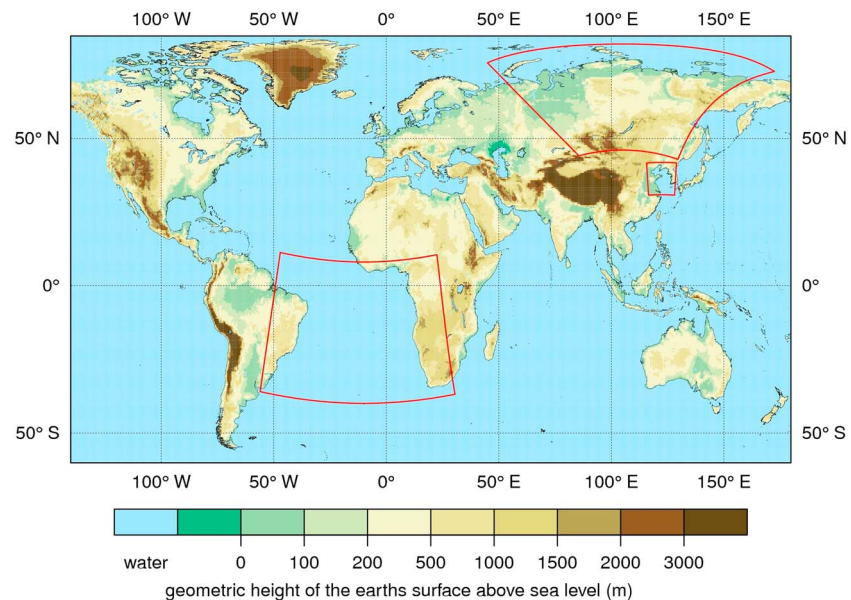 100° W 50° W 0° 50° E 100° E 150° E
50° N 50° N
0° 0°
50° S 50° S
100° W 50° W 0° 50° E 100° E 150° E
water 0 100 200 500 1000 1500 2000 3000
geometric height of the earths surface above sea level (m)